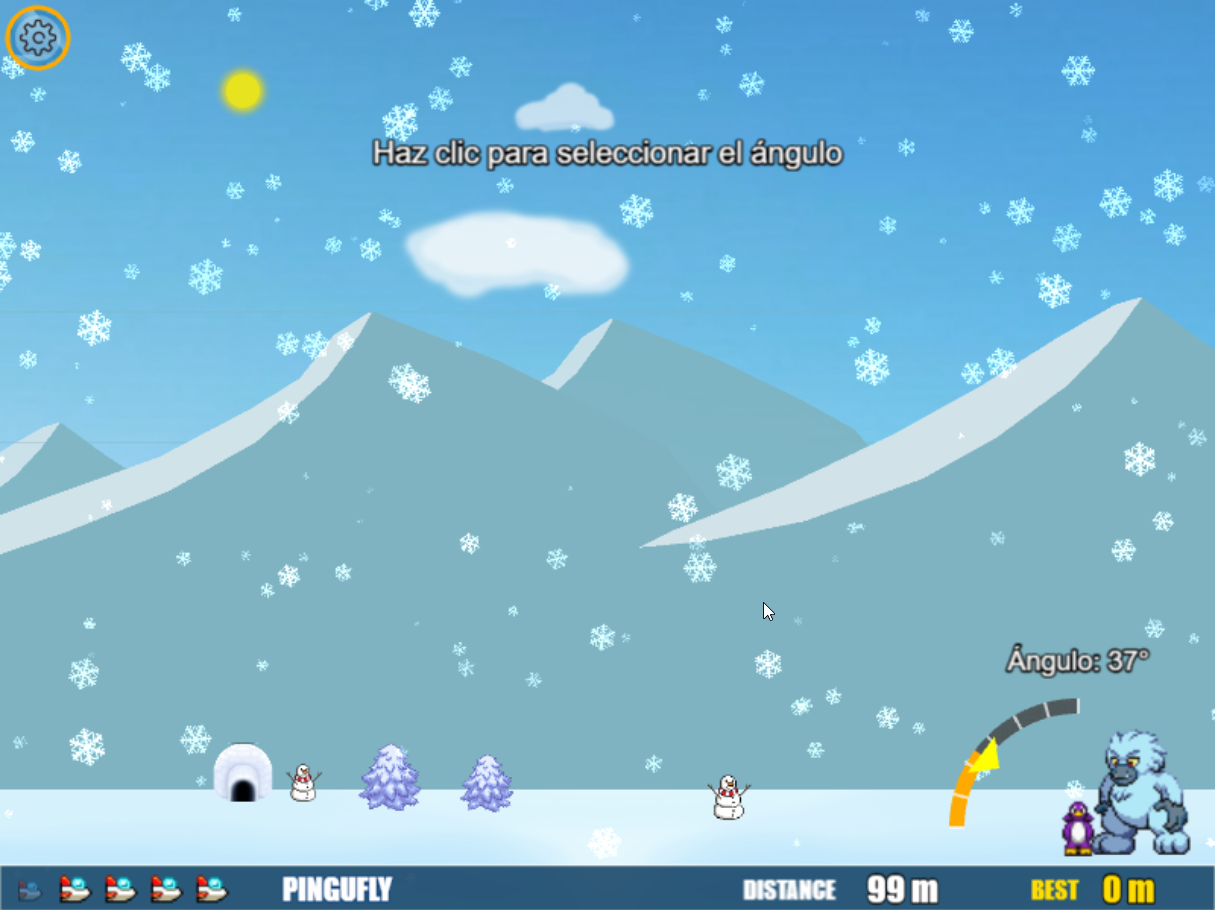 Haz clic para seleccionar el ángulo
Ángulo: 37°
PINGUFLY
DISTANCE 99 m
BEST 0 m